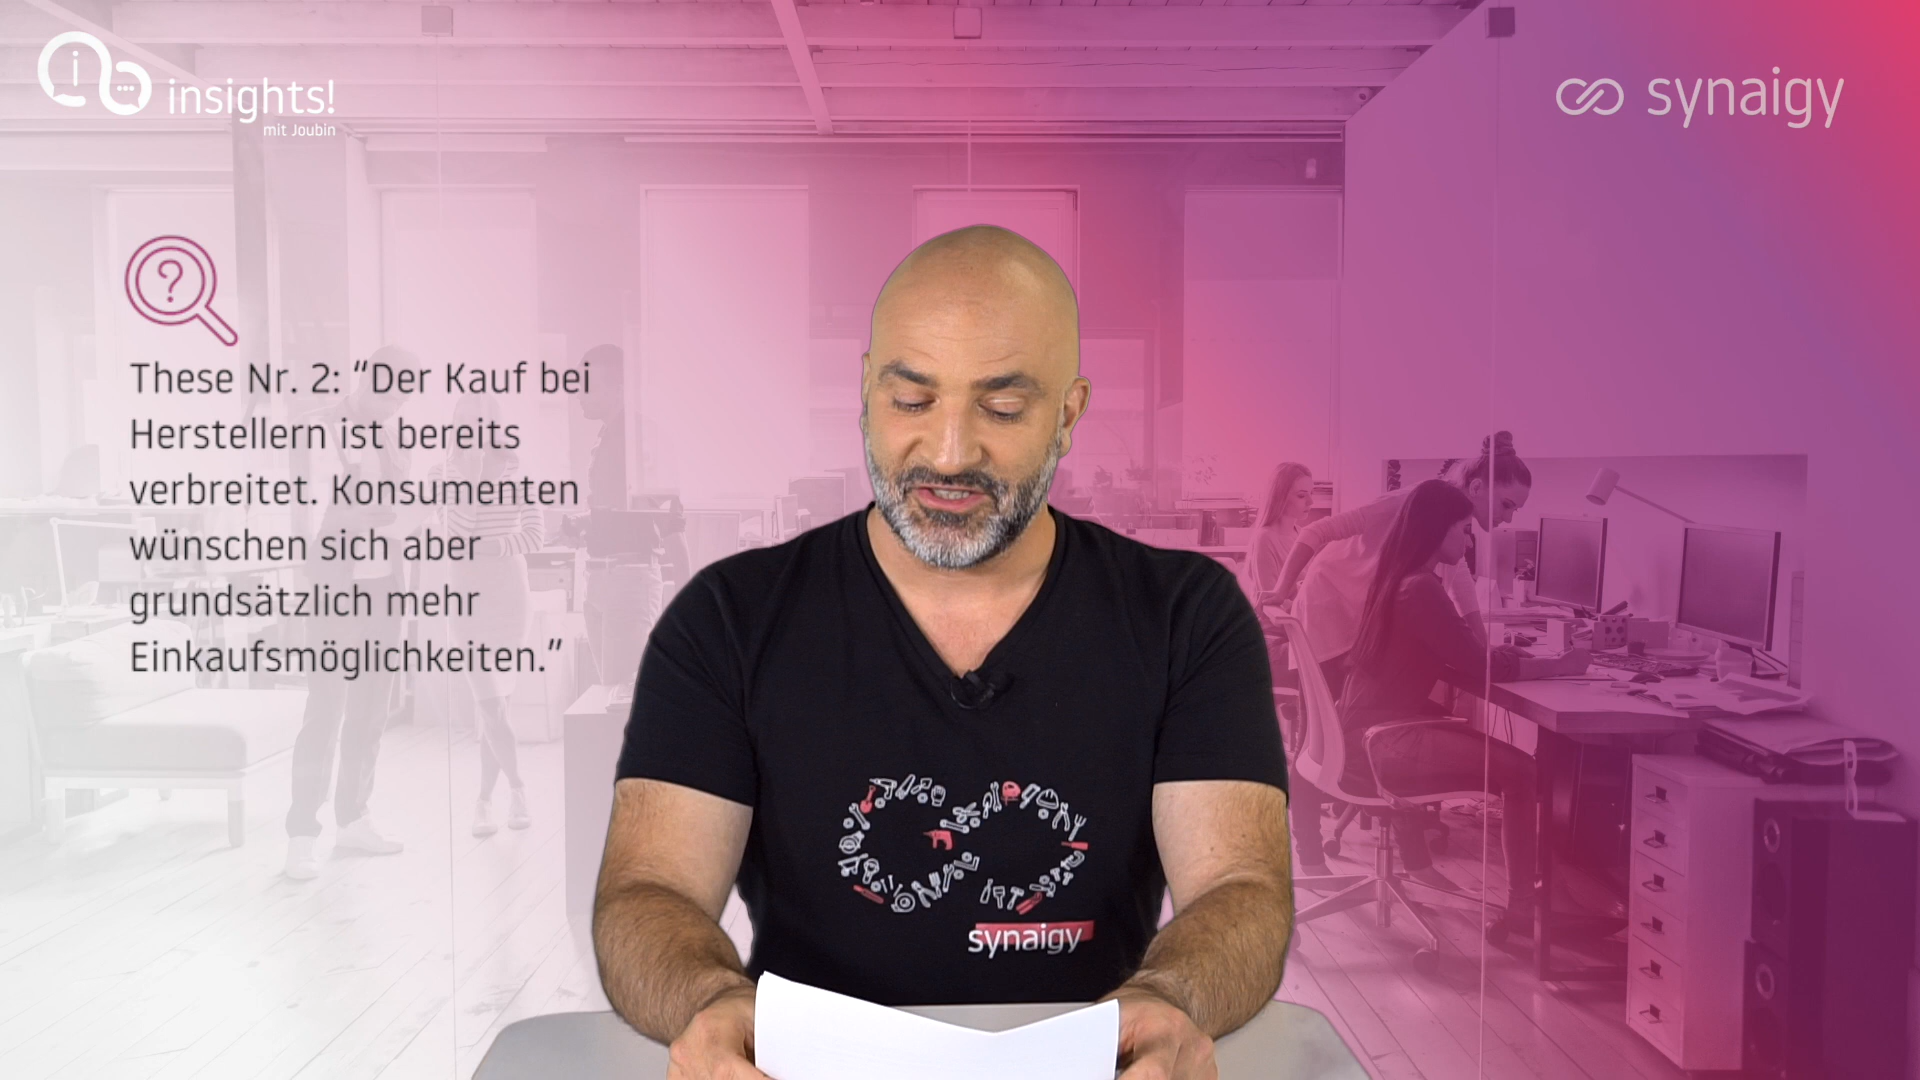 insights!
mit Joubin
synaigy
These Nr. 2: “Der Kauf bei
Herstellern ist bereits
verbreitet. Konsumenten
wünschen sich aber
grundsätzlich mehr
Einkaufsmöglichkeiten.”
synaigy